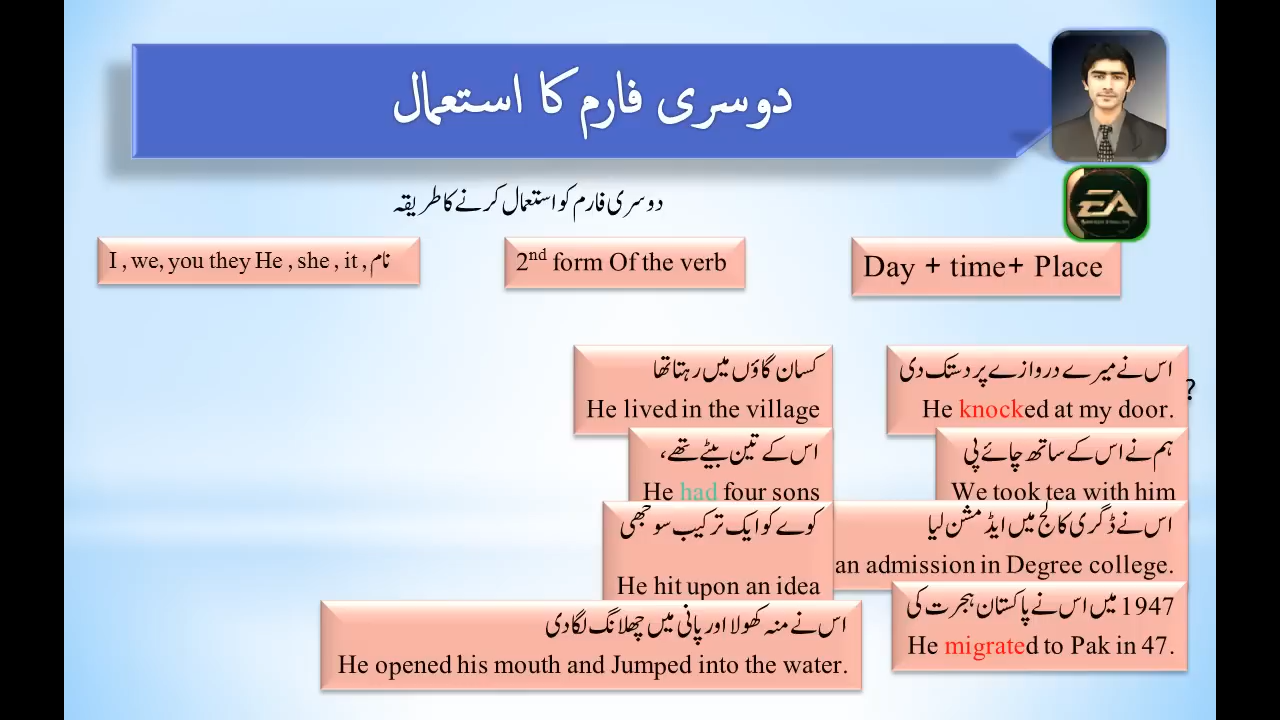 دوسری فارم کا استعمال
EA
دوسری فارم کو استعمال کرنے کا طریقہ
I , we, you they He , she , it , نام
2nd form Of the verb
Day + time+ Place
اس نے میرے دروازے پر دستک دی
He knocked at my door.
?
ہم نے اس کے ساتھ چائے پی
We took tea with him
اس نے ڈگری کالج میں ایڈمشن لیا
an admission in Degree college.
1947 میں اس نے پاکستان ہجرت کی
He migrated to Pak in 47.
کسان گاؤں میں رہتا تھا
He lived in the village
اس کے تین بیٹے تھے،
He had four sons
کوے کو ایک ترکیب سوجھی
He hit upon an idea
اس نے منہ کھولا اور پانی میں چھلانگ لگا دی
He opened his mouth and Jumped into the water.